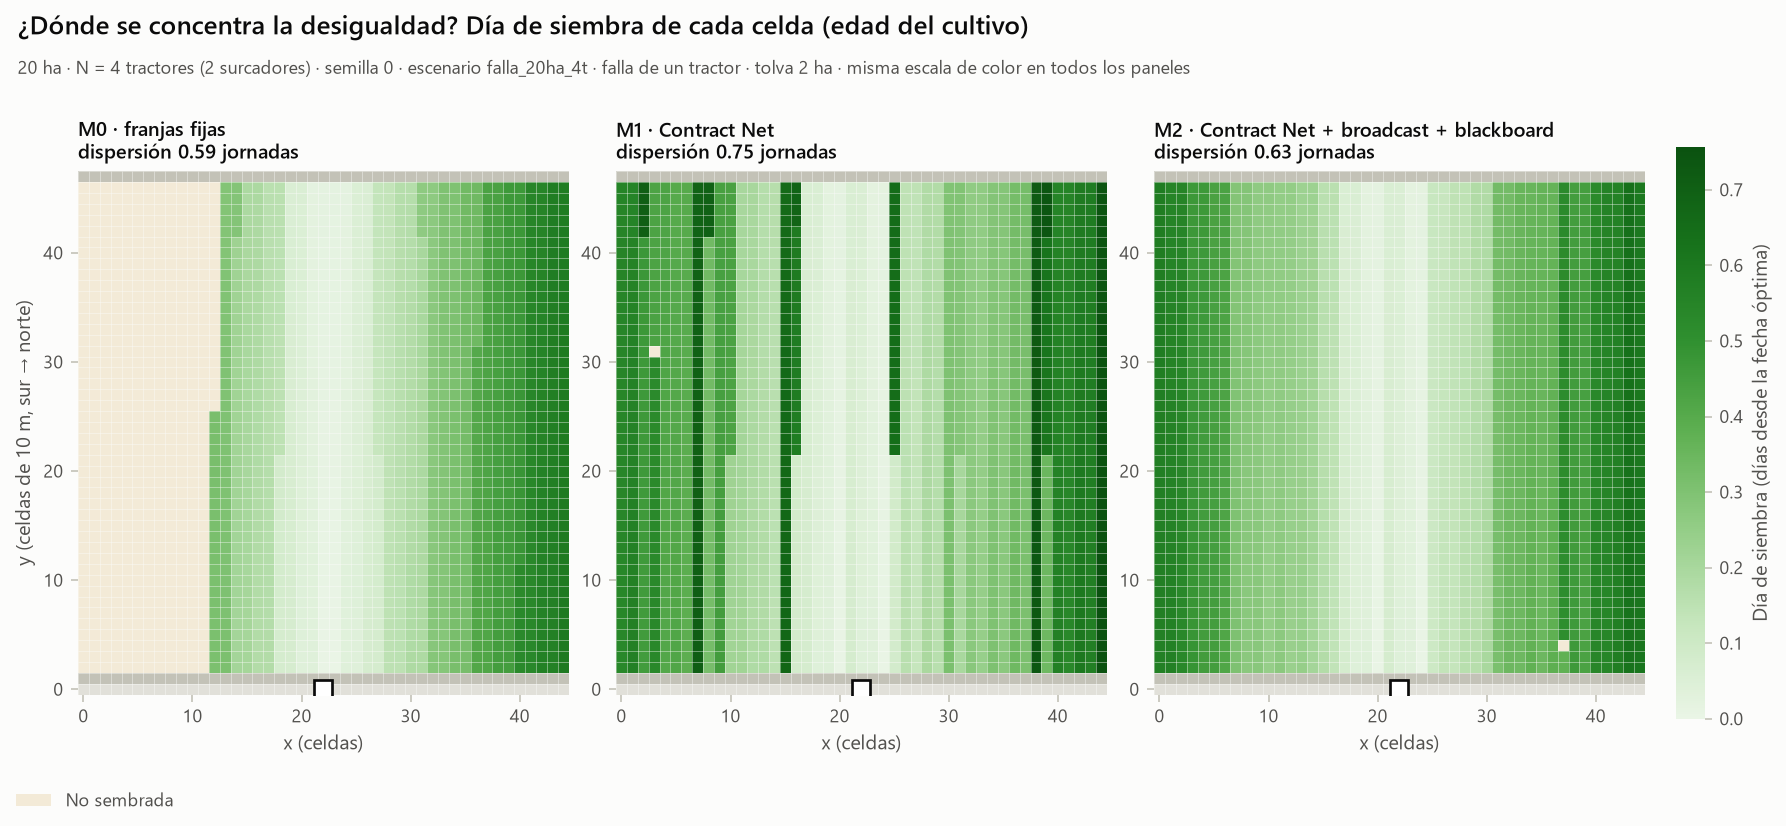 ¿Dónde se concentra la desigualdad? Día de siembra de cada celda (edad del cultivo)
20 ha · N = 4 tractores (2 surcadores) · semilla 0 · escenario falla_20ha_4t · falla de un tractor · tolva 2 ha · misma escala de color en todos los paneles
M0 · franjas fijas
dispersión 0.59 jornadas
M1 · Contract Net
dispersión 0.75 jornadas
M2 · Contract Net + broadcast + blackboard
dispersión 0.63 jornadas
y (celdas de 10 m, sur → norte)
40
30
20
10
0
0 10 20 30 40
x (celdas)
40
30
20
10
0
0 10 20 30 40
x (celdas)
40
30
20
10
0
0 10 20 30 40
x (celdas)
0.7
0.6
0.5
0.4
0.3
0.2
0.1
0.0
Día de siembra (días desde la fecha óptima)
No sembrada